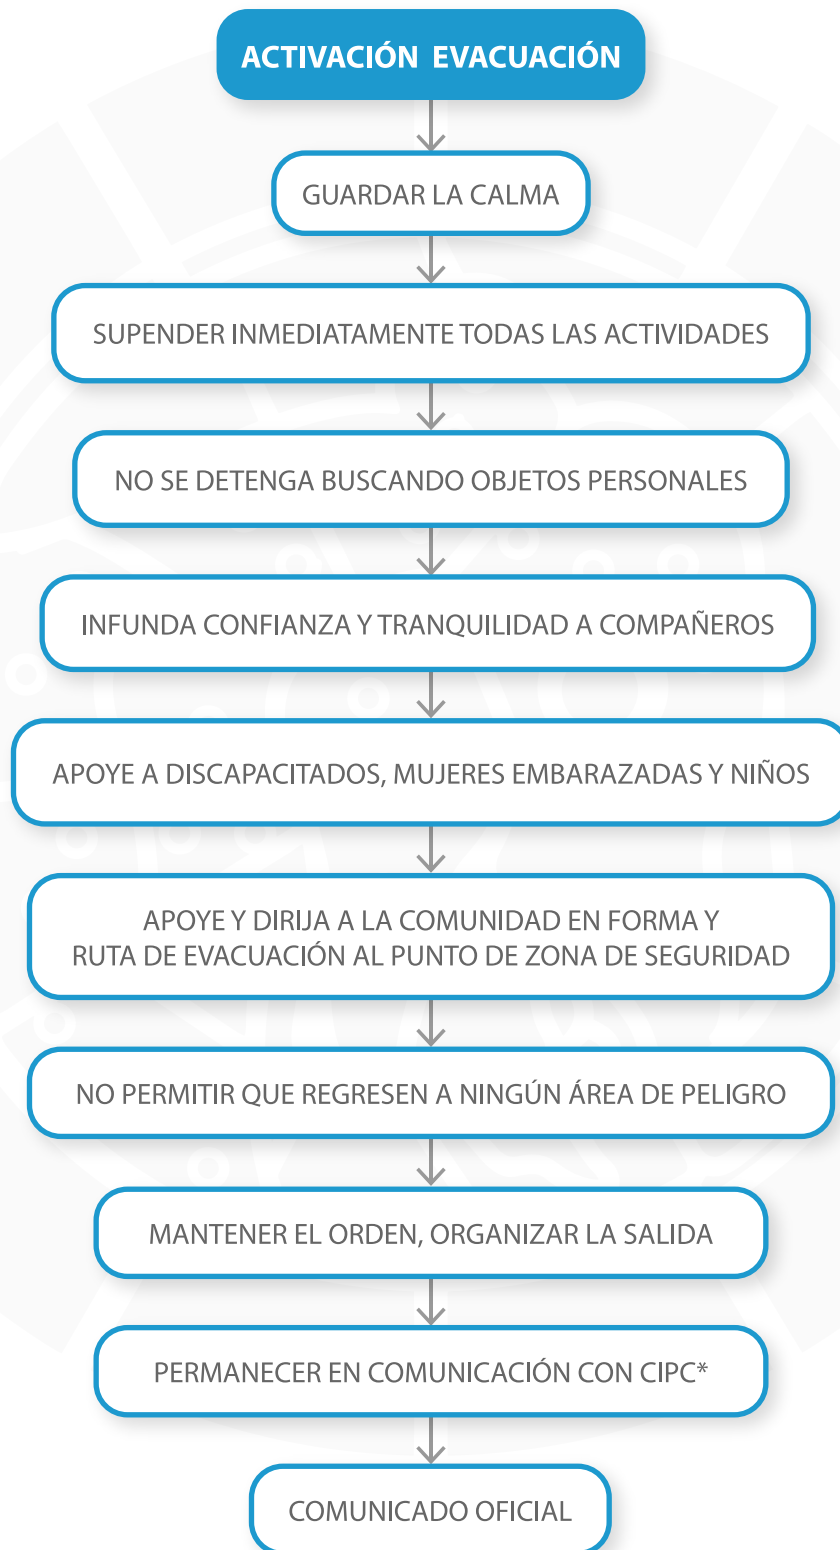 ACTIVACIÓN EVACUACIÓN
GUARDAR LA CALMA
SUPENDER INMEDIATAMENTE TODAS LAS ACTIVIDADES
NO SE DETENGA BUSCANDO OBJETOS PERSONALES
INFUNDA CONFIANZA Y TRANQUILIDAD A COMPAÑEROS
APOYE A DISCAPACITADOS, MUJERES EMBARAZADAS Y NIÑOS
APOYE Y DIRIJA A LA COMUNIDAD EN FORMA Y
RUTA DE EVACUACIÓN AL PUNTO DE ZONA DE SEGURIDAD
NO PERMITIR QUE REGRESEN A NINGÚN ÁREA DE PELIGRO
MANTENER EL ORDEN, ORGANIZAR LA SALIDA
PERMANECER EN COMUNICACIÓN CON CIPC*
COMUNICADO OFICIAL